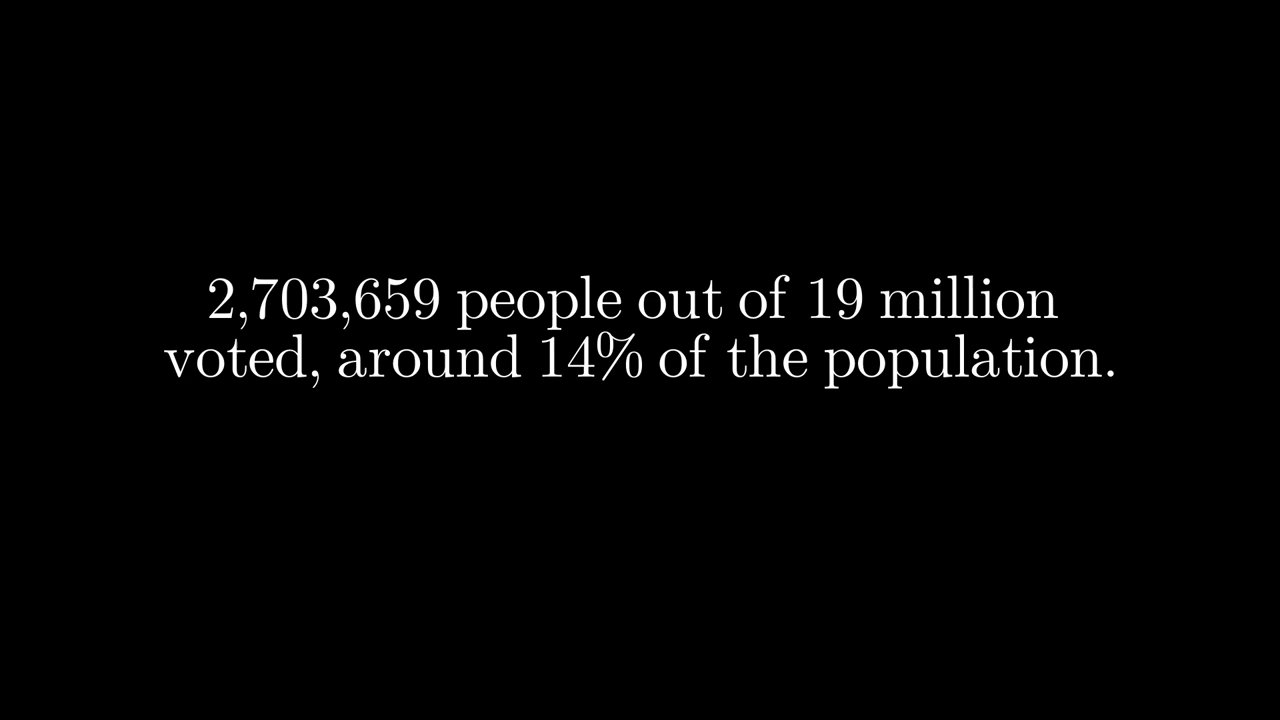 2,703,659 people out of 19 million
voted, around 14% of the population.